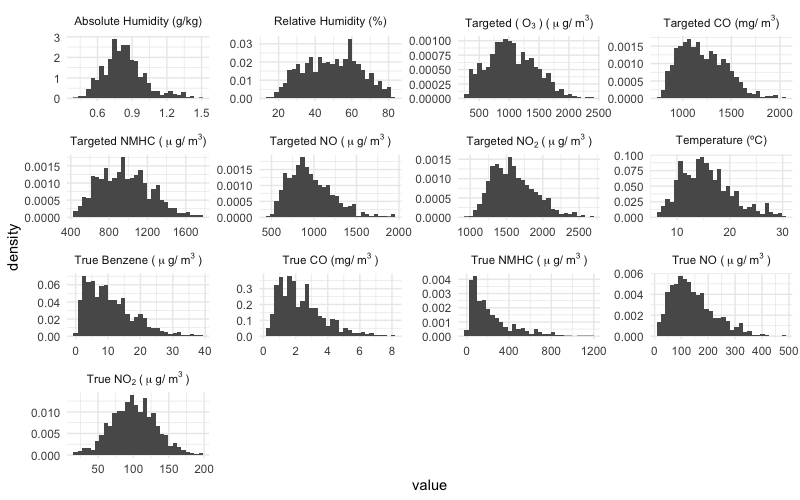 Absolute Humidity (g/kg) Relative Humidity (%) Targeted ( O₃ ) ( μ g/ m³) Targeted CO (mg/ m³)
3 0.03 0.00100 0.0015
2 0.02 0.00075 0.0010
1 0.01 0.00050 0.0005
0.00025
0 0.00 0.00000 0.0000
0.6 0.9 1.2 1.5 20 40 60 80 500 1000 1500 2000 2500 1000 1500 2000
Targeted NMHC ( μ g/ m³) Targeted NO ( μ g/ m³) Targeted NO₂ ( μ g/ m³ ) Temperature (ºC)
0.0015 0.0015 0.0015 0.100
0.0010 0.0010 0.0010 0.075
0.0005 0.0005 0.0005 0.050
0.025
0.0000 0.0000 0.0000 0.000
400 800 1200 1600 500 1000 1500 2000 1000 1500 2000 2500 10 20 30
density
True Benzene ( μ g/ m³ ) True CO (mg/ m³ ) True NMHC ( μ g/ m³ ) True NO ( μ g/ m³ )
0.06 0.3 0.004 0.006
0.04 0.2 0.003 0.004
0.02 0.1 0.002 0.002
0.001
0.00 0.0 0.000 0.000
0 10 20 30 40 0 2 4 6 8 0 400 800 1200 0 100 200 300 400 500
True NO₂ ( μ g/ m³ )
0.010
0.005
0.000
50 100 150 200
value